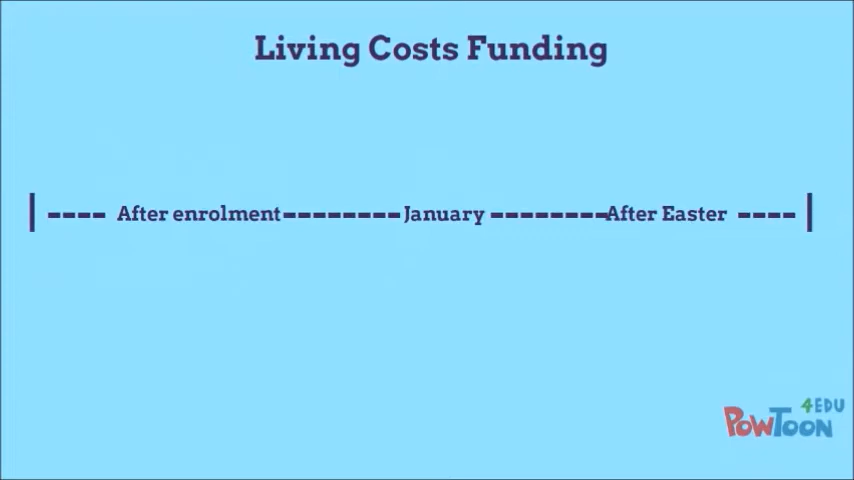 Living Costs Funding
After enrolment January After Easter
4EDU
PowToon